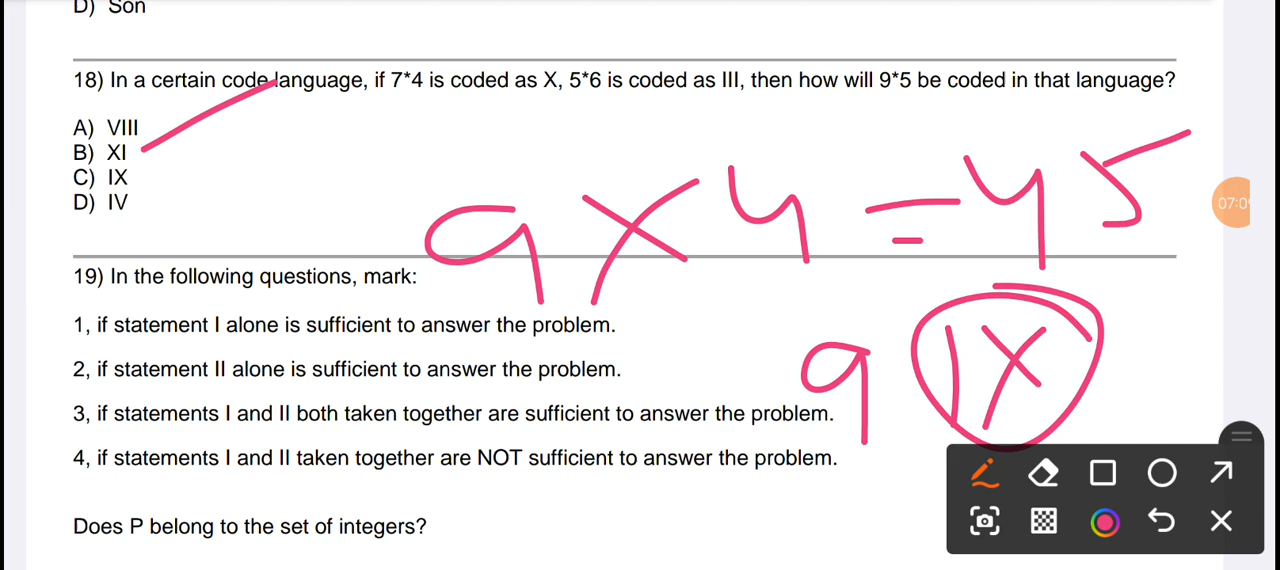 D) Son
18) In a certain code language, if 7*4 is coded as X, 5*6 is coded as III, then how will 9*5 be coded in that language?
A) VIII
B) XI
C) IX
D) IV
9 X 4 = 45
19) In the following questions, mark:
1, if statement I alone is sufficient to answer the problem.
9 IX
2, if statement II alone is sufficient to answer the problem.
3, if statements I and II both taken together are sufficient to answer the problem.
4, if statements I and II taken together are NOT sufficient to answer the problem.
Does P belong to the set of integers?